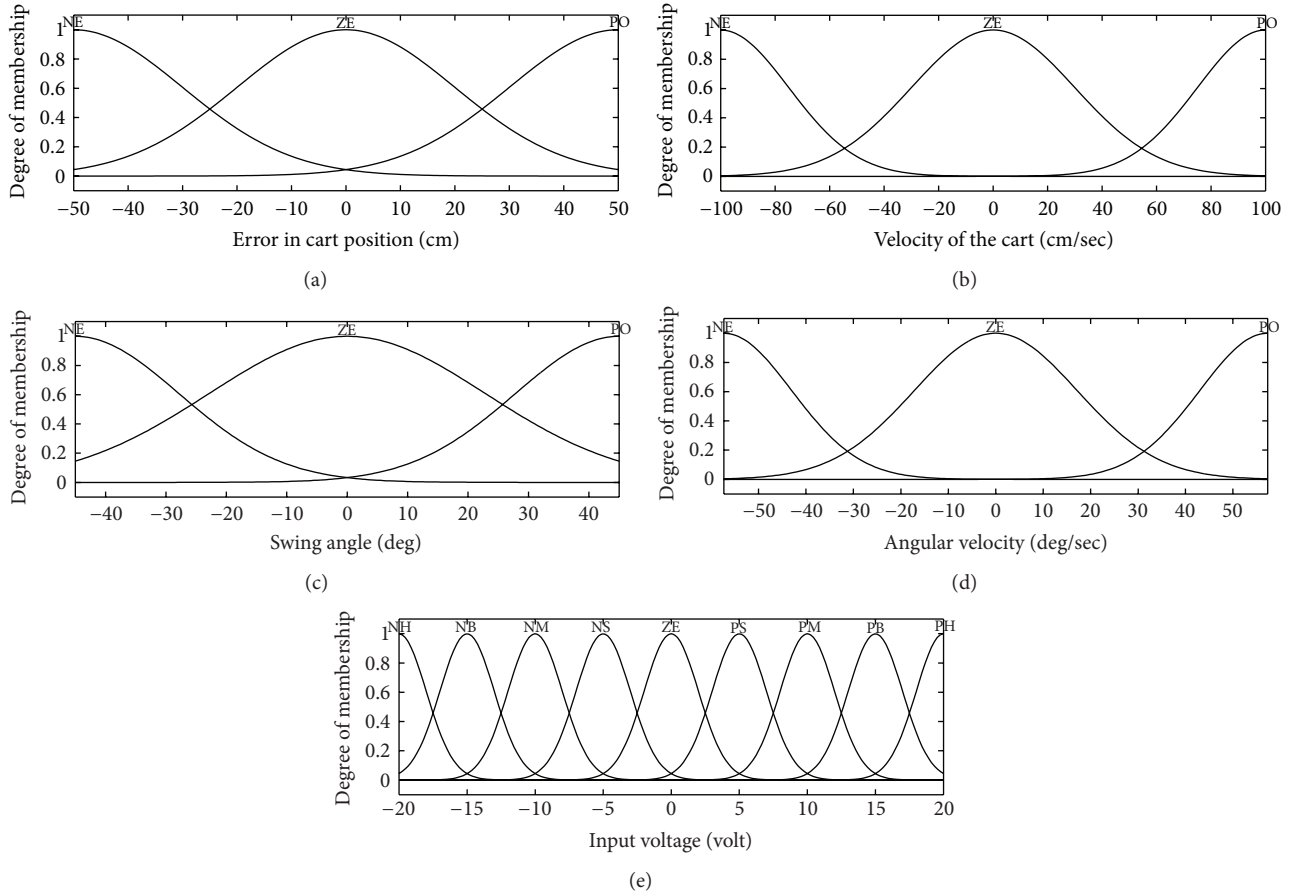 NE ZE PO
1
0.8
0.6
0.4
0.2
0
Degree of membership
−50 −40 −30 −20 −10 0 10 20 30 40 50
Error in cart position (cm)
(a)
NE ZE PO
1
0.8
0.6
0.4
0.2
0
Degree of membership
−100 −80 −60 −40 −20 0 20 40 60 80 100
Velocity of the cart (cm/sec)
(b)
NE ZE PO
1
0.8
0.6
0.4
0.2
0
Degree of membership
−40 −30 −20 −10 0 10 20 30 40
Swing angle (deg)
(c)
NE ZE PO
1
0.8
0.6
0.4
0.2
0
Degree of membership
−50 −40 −30 −20 −10 0 10 20 30 40 50
Angular velocity (deg/sec)
(d)
NH NB NM NS ZE PS PM PB PH
1
0.8
0.6
0.4
0.2
0
Degree of membership
−20 −15 −10 −5 0 5 10 15 20
Input voltage (volt)
(e)